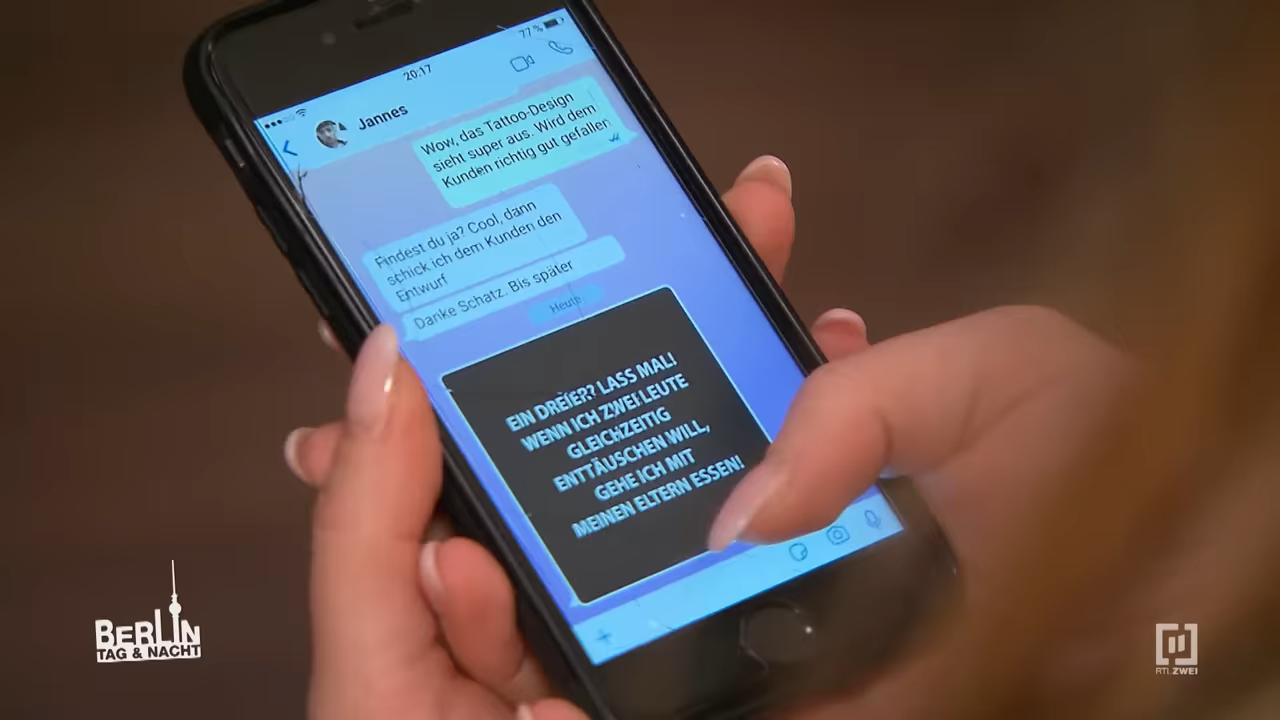 77 %
20:17
Jannes
Wow, das Tattoo-Design
sieht super aus. Wird dem
Kunden richtig gut gefallen
Findest du ja? Cool, dann
schick ich dem Kunden den
Entwurf
Danke Schatz. Bis später
Heute
EIN DREIER? LASS MAL!
WENN ICH ZWEI LEUTE
GLEICHZEITIG
ENTTÄUSCHEN WILL,
GEHE ICH MIT
MEINEN ELTERN ESSEN!
BERLIN
TAG & NACHT
RTL ZWEI